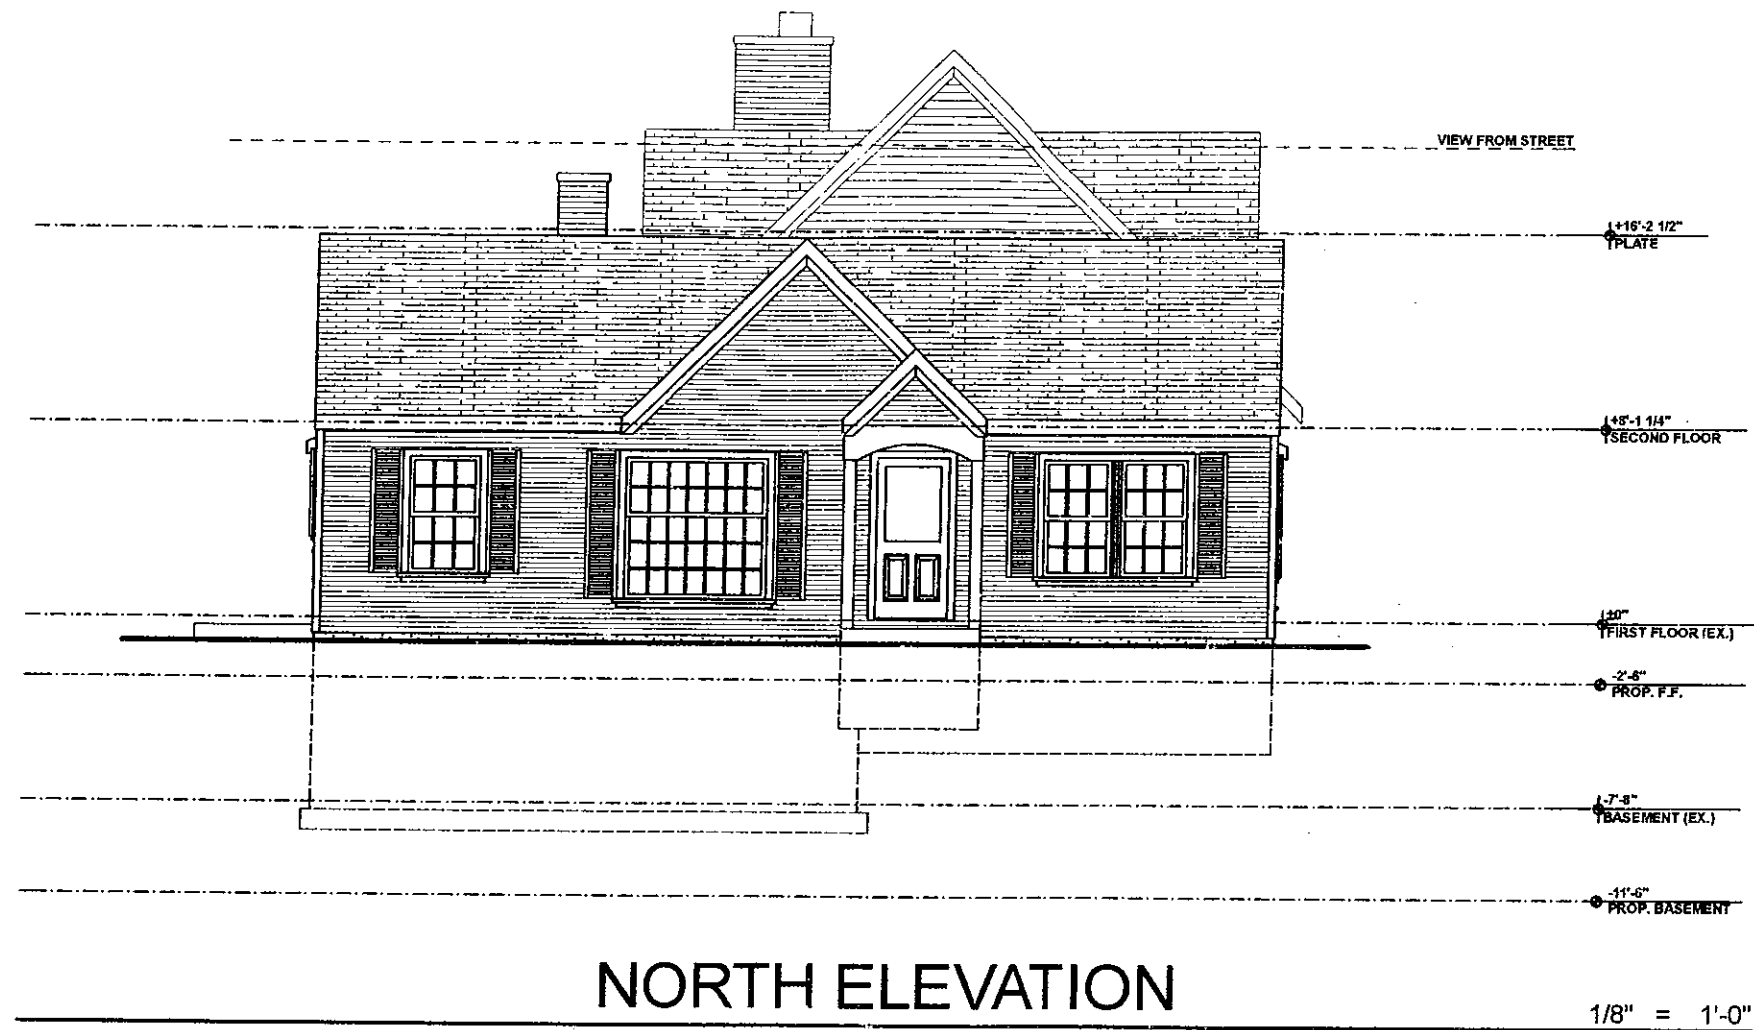 VIEW FROM STREET
+16'-2 1/2"
PLATE
+8'-1 1/4"
SECOND FLOOR
±0"
FIRST FLOOR (EX.)
-2'-6"
PROP. F.F.
-7'-8"
BASEMENT (EX.)
-11'-6"
PROP. BASEMENT
NORTH ELEVATION
1/8" = 1'-0"